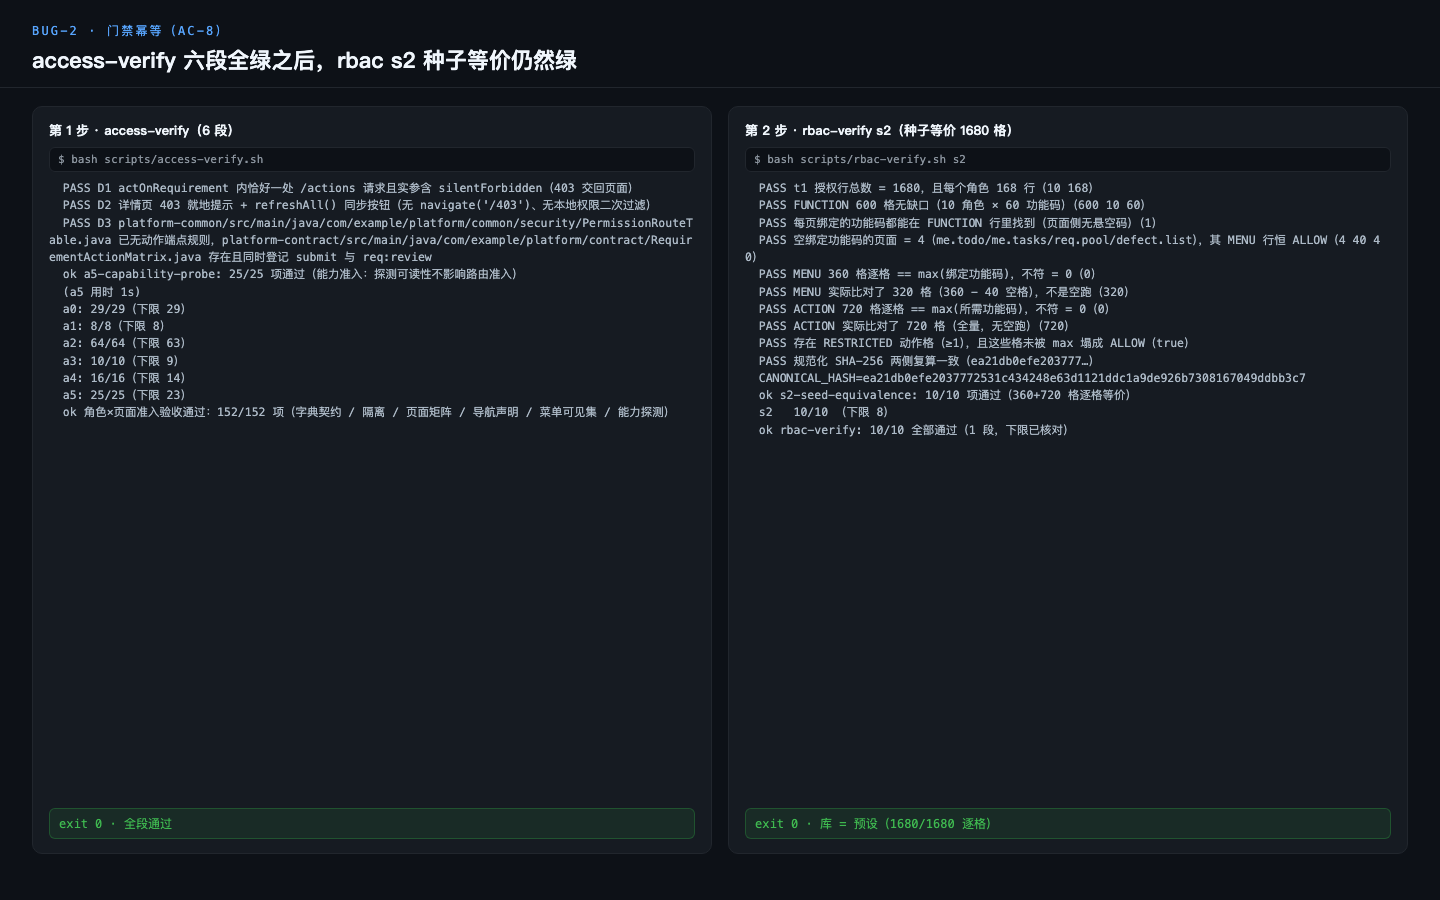 BUG-2 · 门禁幂等（AC-8）
access-verify 六段全绿之后，rbac s2 种子等价仍然绿
第 1 步 · access-verify（6 段）
$ bash scripts/access-verify.sh
PASS D1 actOnRequirement 内恰好一处 /actions 请求且实参含 silentForbidden（403 交回页面）
PASS D2 详情页 403 就地提示 + refreshAll() 同步按钮（无 navigate('/403')、无本地权限二次过滤）
PASS D3 platform-common/src/main/java/com/example/platform/common/security/PermissionRouteT
able.java 已无动作端点规则，platform-contract/src/main/java/com/example/platform/contract/Requir
ementActionMatrix.java 存在且同时登记 submit 与 req:review
ok a5-capability-probe: 25/25 项通过（能力准入：探测可读性不影响路由准入）
(a5 用时 1s)
a0: 29/29（下限 29）
a1: 8/8（下限 8）
a2: 64/64（下限 63）
a3: 10/10（下限 9）
a4: 16/16（下限 14）
a5: 25/25（下限 23）
ok 角色×页面准入验收通过：152/152 项（字典契约 / 隔离 / 页面矩阵 / 导航声明 / 菜单可见集 / 能力探测）
exit 0 · 全段通过
第 2 步 · rbac-verify s2（种子等价 1680 格）
$ bash scripts/rbac-verify.sh s2
PASS t1 授权行总数 = 1680，且每个角色 168 行（10 168）
PASS FUNCTION 600 格无缺口（10 角色 × 60 功能码）（600 10 60）
PASS 每页绑定的功能码都能在 FUNCTION 行里找到（页面侧无悬空码）（1）
PASS 空绑定功能码的页面 = 4（me.todo/me.tasks/req.pool/defect.list），其 MENU 行恒 ALLOW（4 40 4
0）
PASS MENU 360 格逐格 == max(绑定功能码)，不符 = 0（0）
PASS MENU 实际比对了 320 格（360 - 40 空格），不是空跑（320）
PASS ACTION 720 格逐格 == max(所需功能码)，不符 = 0（0）
PASS ACTION 实际比对了 720 格（全量，无空跑）（720）
PASS 存在 RESTRICTED 动作格（≥1），且这些格未被 max 塌成 ALLOW（true）
PASS 规范化 SHA-256 两侧复算一致（ea21db0efe203777…）
CANONICAL_HASH=ea21db0efe2037772531c434248e63d1121ddc1a9de926b7308167049ddbb3c7
ok s2-seed-equivalence: 10/10 项通过（360+720 格逐格等价）
s2   10/10 （下限 8）
ok rbac-verify: 10/10 全部通过（1 段，下限已核对）
exit 0 · 库 = 预设（1680/1680 逐格）